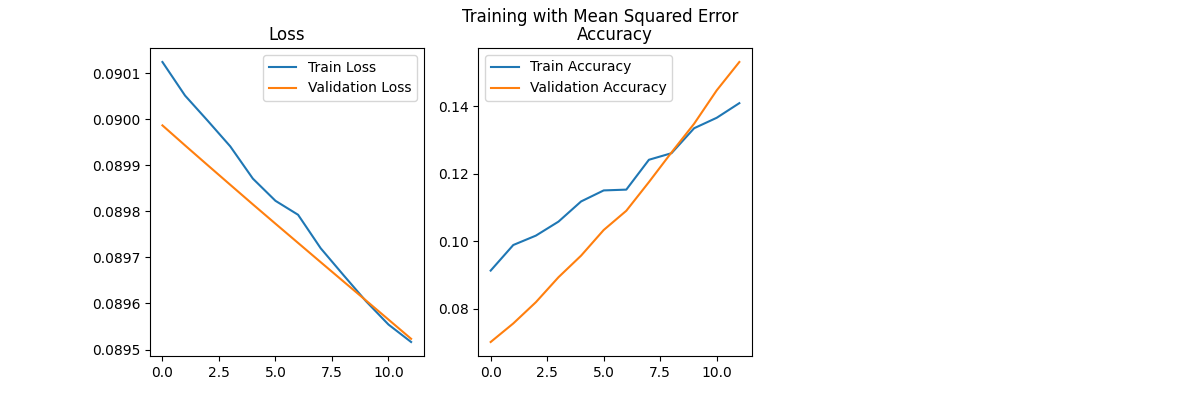 Training with Mean Squared Error
Loss
Train Loss
Validation Loss
0.0901
0.0900
0.0899
0.0898
0.0897
0.0896
0.0895
0.0 2.5 5.0 7.5 10.0
Accuracy
Train Accuracy
Validation Accuracy
0.14
0.12
0.10
0.08
0.0 2.5 5.0 7.5 10.0